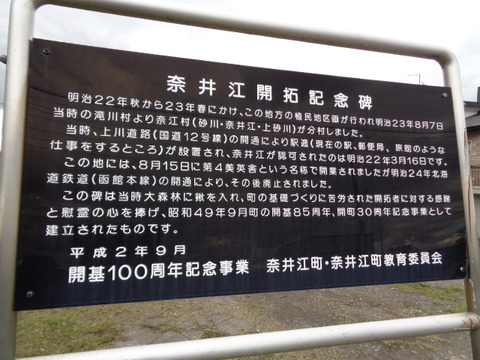 奈井江開拓記念碑
明治22年秋から23年春にかけ、この地方の植民地区画が行われ明治23年8月7日
当時の滝川村より奈江村(砂川・奈井江・上砂川)が分村しました。
当時、上川道路(国道12号線)の開通により駅逓(現在の駅、郵便局、旅館のような
仕事をするところ)が設置され、奈井江が認可されたのは明治22年3月16日です。
この地には、8月15日に第4美英舎という名称で開業されましたが明治24年北海
道鉄道(函館本線)の開通により、その後廃止されました。
この碑は当時大森林に鍬を入れ、町の基礎づくりに苦労された開拓者に対する感謝
と慰霊の心を捧げ、昭和49年9月町の開基85周年、開町30周年記念事業として
建立されたものです。
平成2年9月
開基100周年記念事業 奈井江町・奈井江町教育委員会